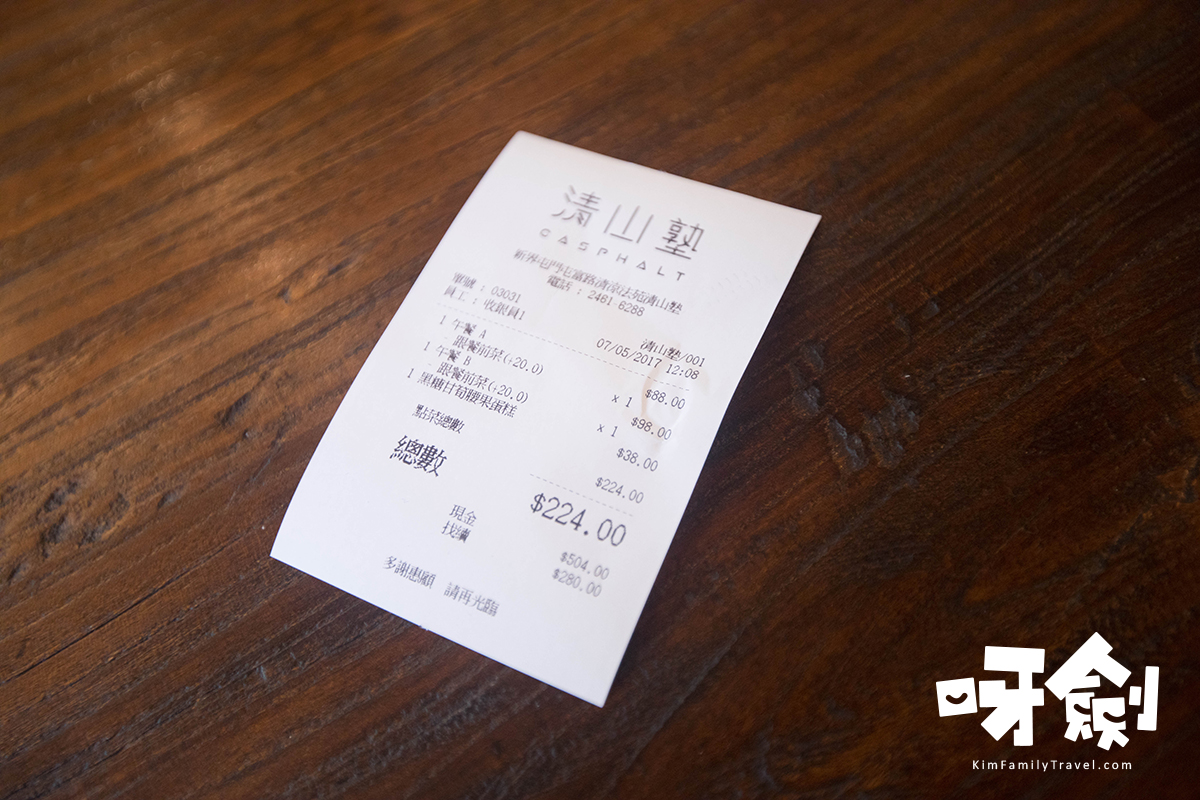 清山塾
CASPHALT
新界屯門屯富路清涼法苑清山塾
電話 : 2461 6288
單號 : 03031
員工 : 收銀員1
清山塾/001
07/05/2017 12:08
1 午餐 A $88.00
跟餐前菜(+20.0) x 1
1 午餐 B $98.00
跟餐前菜(+20.0) x 1
1 黑糖甘筍腰果蛋糕 $38.00
點菜總數 $224.00
總數 $224.00
現金 $504.00
找續 $280.00
多謝惠顧 請再光臨
呀劍
KimFamilyTravel.com